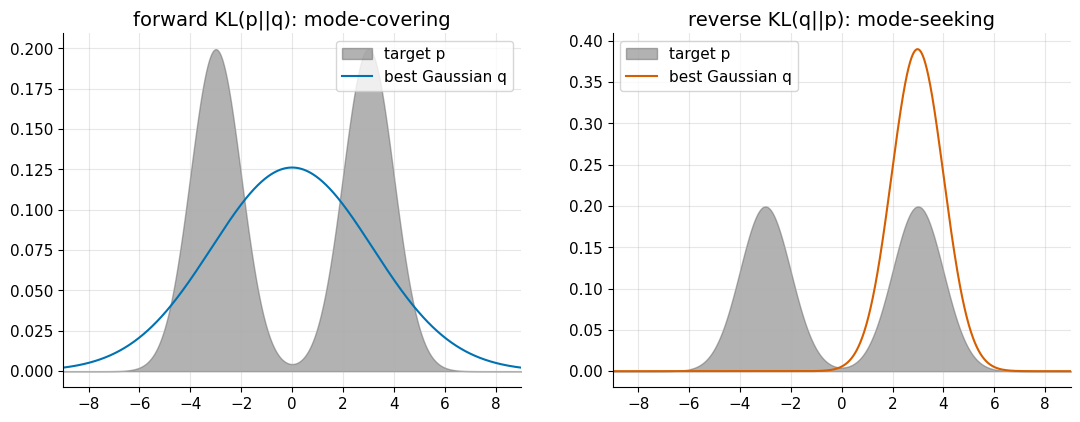 forward KL(p||q): mode-covering
target p
best Gaussian q
0.200
0.175
0.150
0.125
0.100
0.075
0.050
0.025
0.000
−8 −6 −4 −2 0 2 4 6 8
reverse KL(q||p): mode-seeking
target p
best Gaussian q
0.40
0.35
0.30
0.25
0.20
0.15
0.10
0.05
0.00
−8 −6 −4 −2 0 2 4 6 8